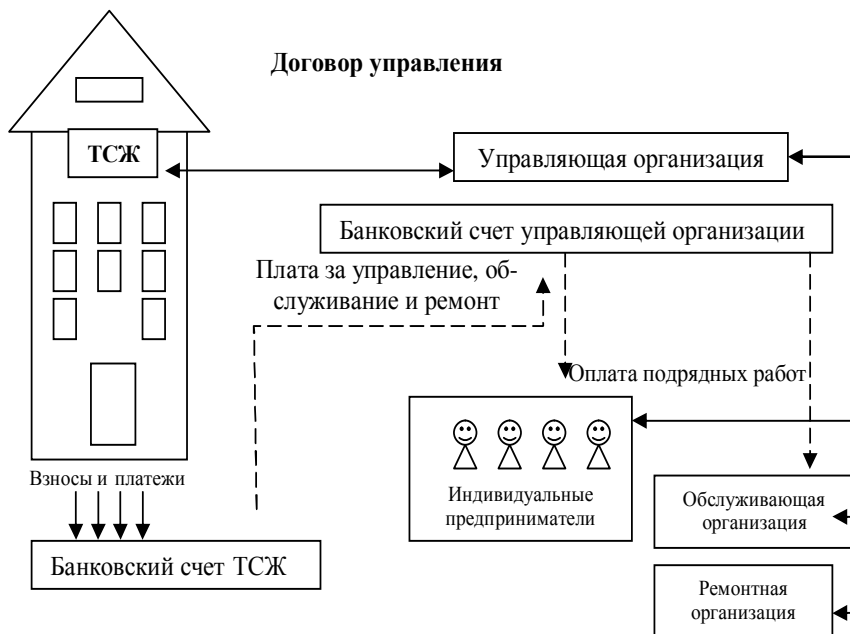 Договор управления
ТСЖ
Управляющая организация
Банковский счет управляющей организации
Плата за управление, об-
служивание и ремонт
Оплата подрядных работ
Индивидуальные
предприниматели
Взносы и платежи
Обслуживающая
организация
Банковский счет ТСЖ
Ремонтная
организация